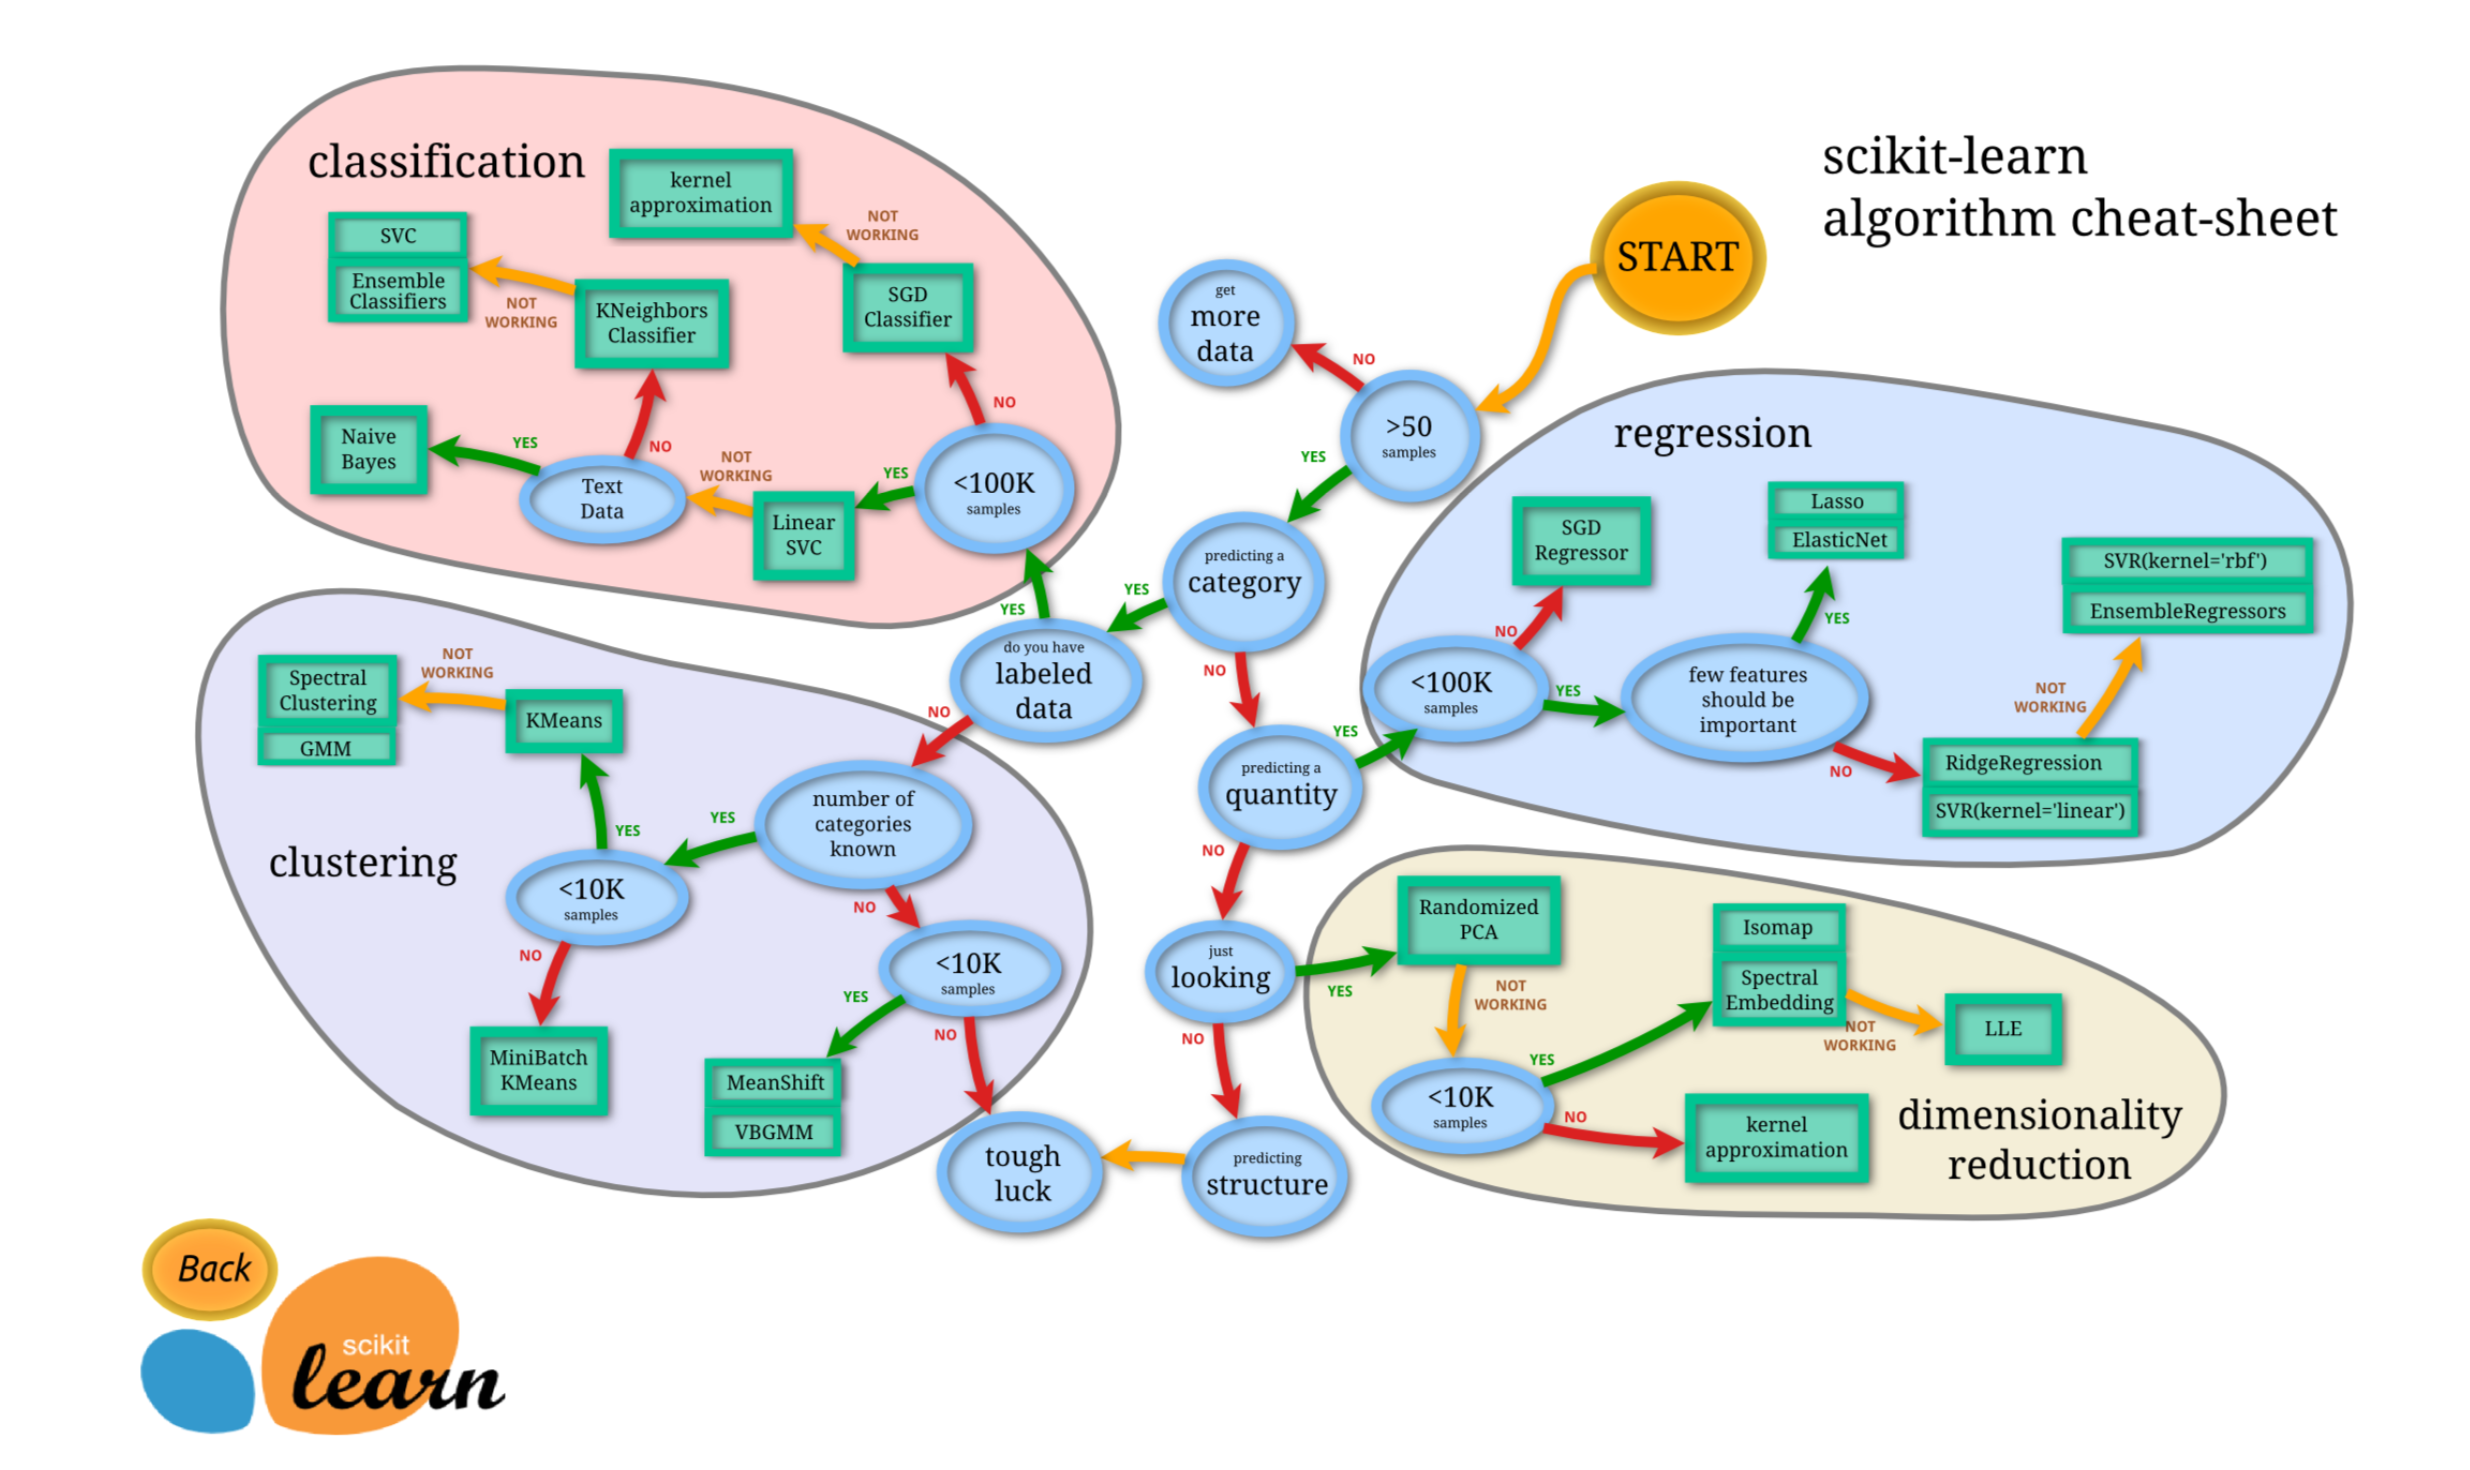 scikit-learn
algorithm cheat-sheet
START
>50
samples
NO
get
more
data
YES
predicting a
category
YES
do you have
labeled
data
YES
classification
<100K
samples
NO
SGD
Classifier
NOT
WORKING
kernel
approximation
YES
Linear
SVC
NOT
WORKING
Text
Data
YES
Naive
Bayes
NO
KNeighbors
Classifier
NOT
WORKING
SVC
Ensemble
Classifiers
NO
clustering
number of
categories
known
YES
<10K
samples
YES
KMeans
NOT
WORKING
Spectral
Clustering
GMM
NO
MiniBatch
KMeans
NO
<10K
samples
YES
MeanShift
VBGMM
NO
tough
luck
NO
predicting a
quantity
YES
regression
<100K
samples
NO
SGD
Regressor
YES
few features
should be
important
YES
Lasso
ElasticNet
NO
RidgeRegression
SVR(kernel='linear')
NOT
WORKING
SVR(kernel='rbf')
EnsembleRegressors
NO
just
looking
YES
dimensionality
reduction
Randomized
PCA
NOT
WORKING
<10K
samples
YES
Isomap
Spectral
Embedding
NOT
WORKING
LLE
NO
kernel
approximation
NO
predicting
structure
Back
scikit
learn